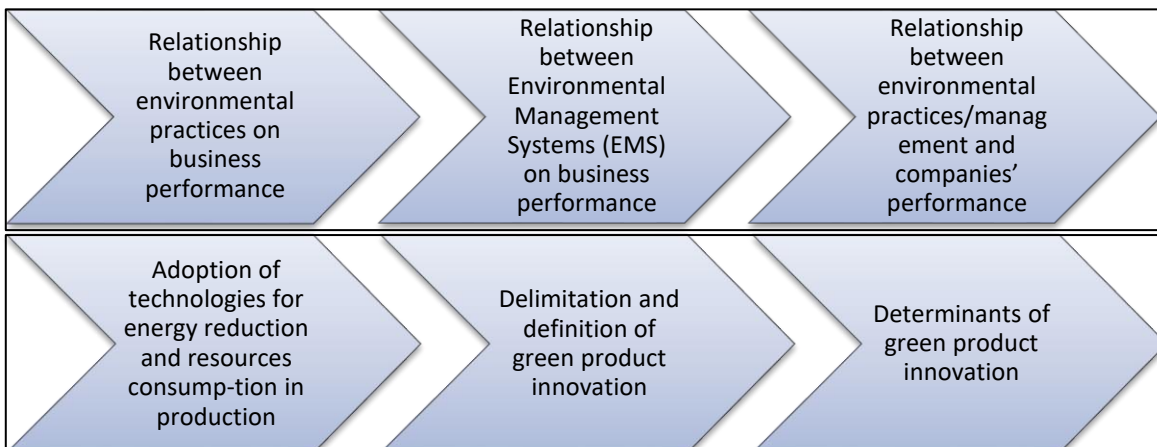 Relationship
between
environmental
practices on
business
performance
Relationship
between
Environmental
Management
Systems (EMS)
on business
performance
Relationship
between
environmental
practices/manag
ement and
companies’
performance
Adoption of
technologies for
energy reduction
and resources
consump-tion in
production
Delimitation and
definition of
green product
innovation
Determinants of
green product
innovation